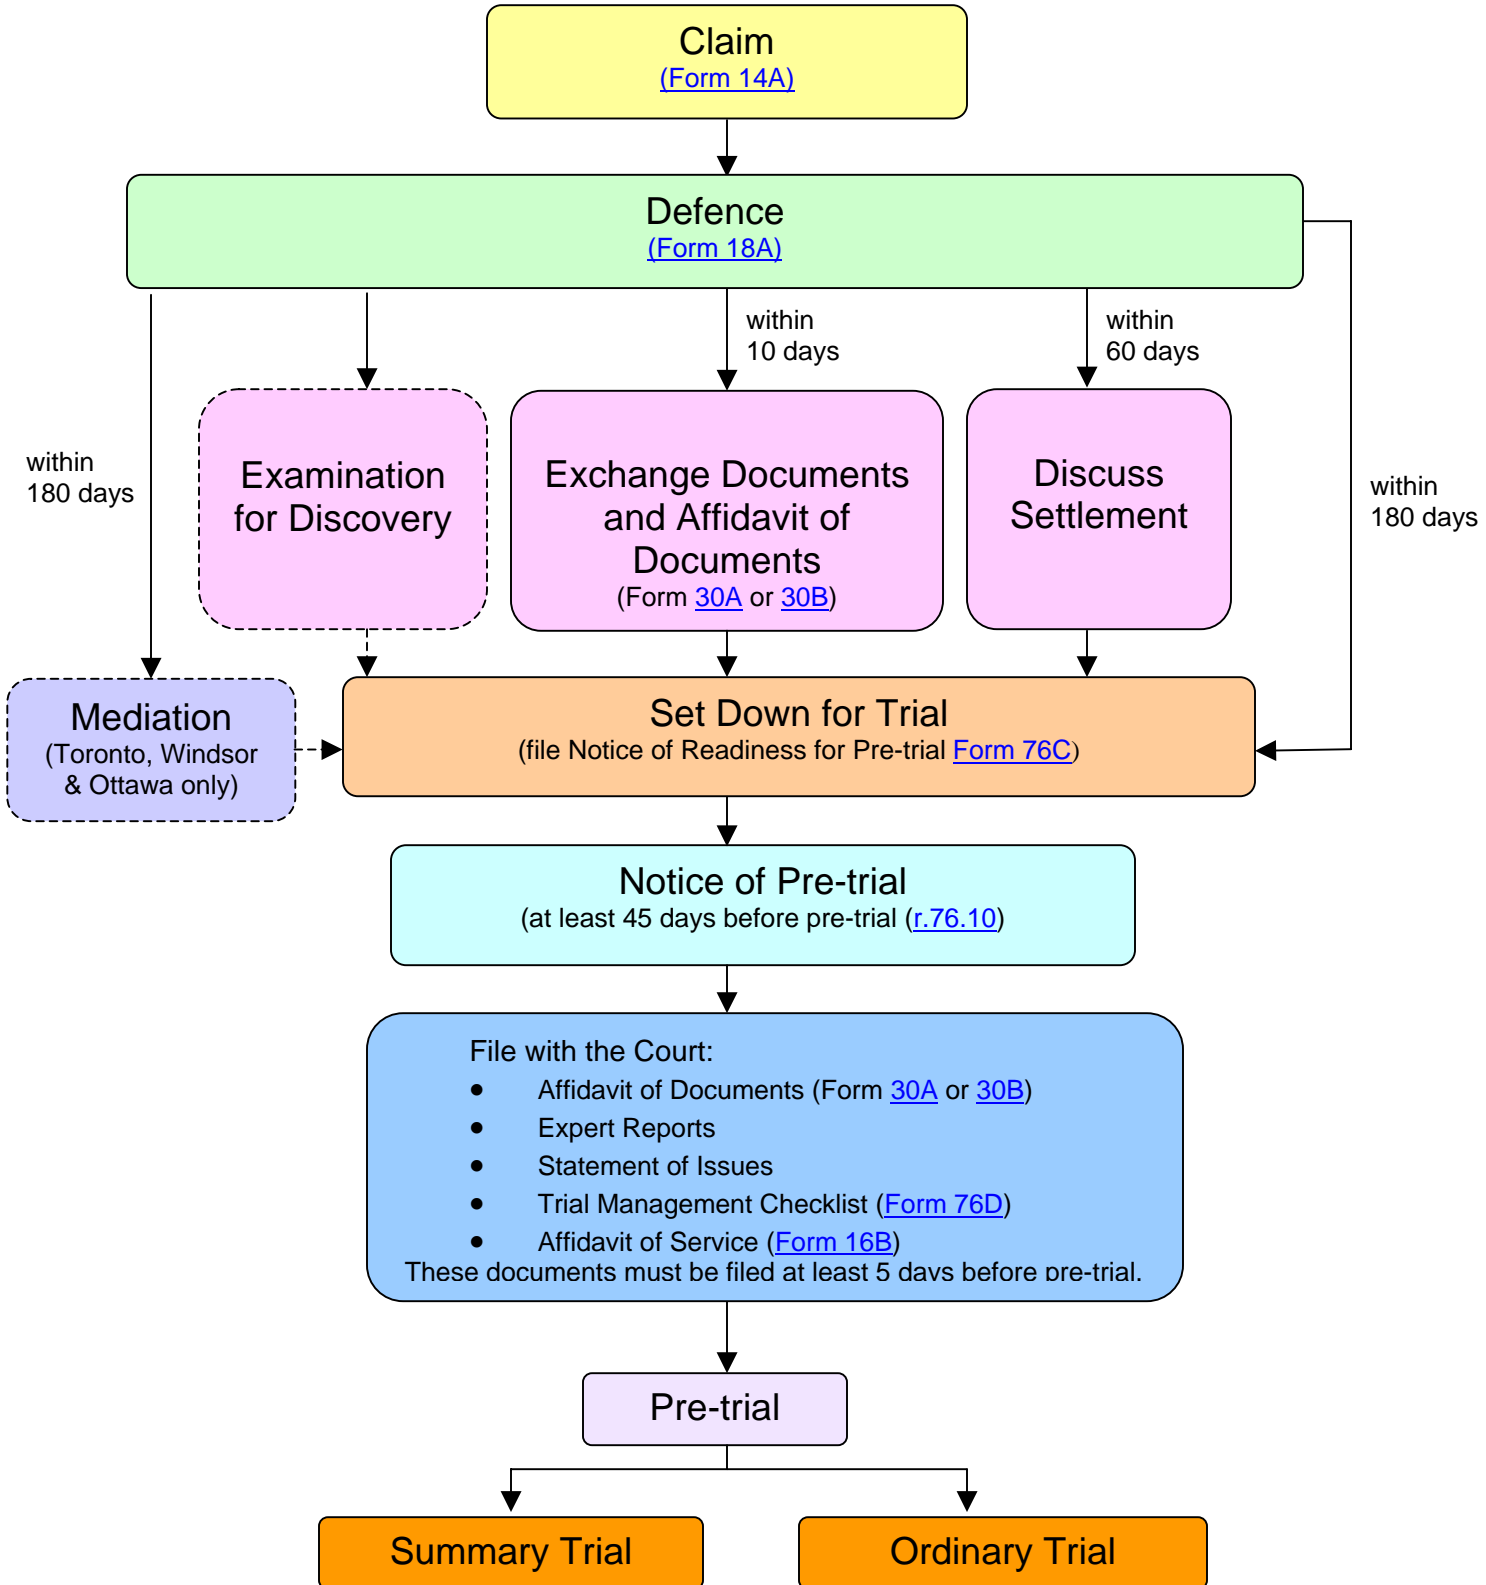 Claim
(Form 14A)
Defence
(Form 18A)
within
10 days
within
60 days
within
180 days
Examination
for Discovery
Exchange Documents
and Affidavit of
Documents
(Form 30A or 30B)
Discuss
Settlement
within
180 days
Mediation
(Toronto, Windsor
& Ottawa only)
Set Down for Trial
(file Notice of Readiness for Pre-trial Form 76C)
Notice of Pre-trial
(at least 45 days before pre-trial (r.76.10)
File with the Court:
● Affidavit of Documents (Form 30A or 30B)
● Expert Reports
● Statement of Issues
● Trial Management Checklist (Form 76D)
● Affidavit of Service (Form 16B)
These documents must be filed at least 5 days before pre-trial.
Pre-trial
Summary Trial
Ordinary Trial